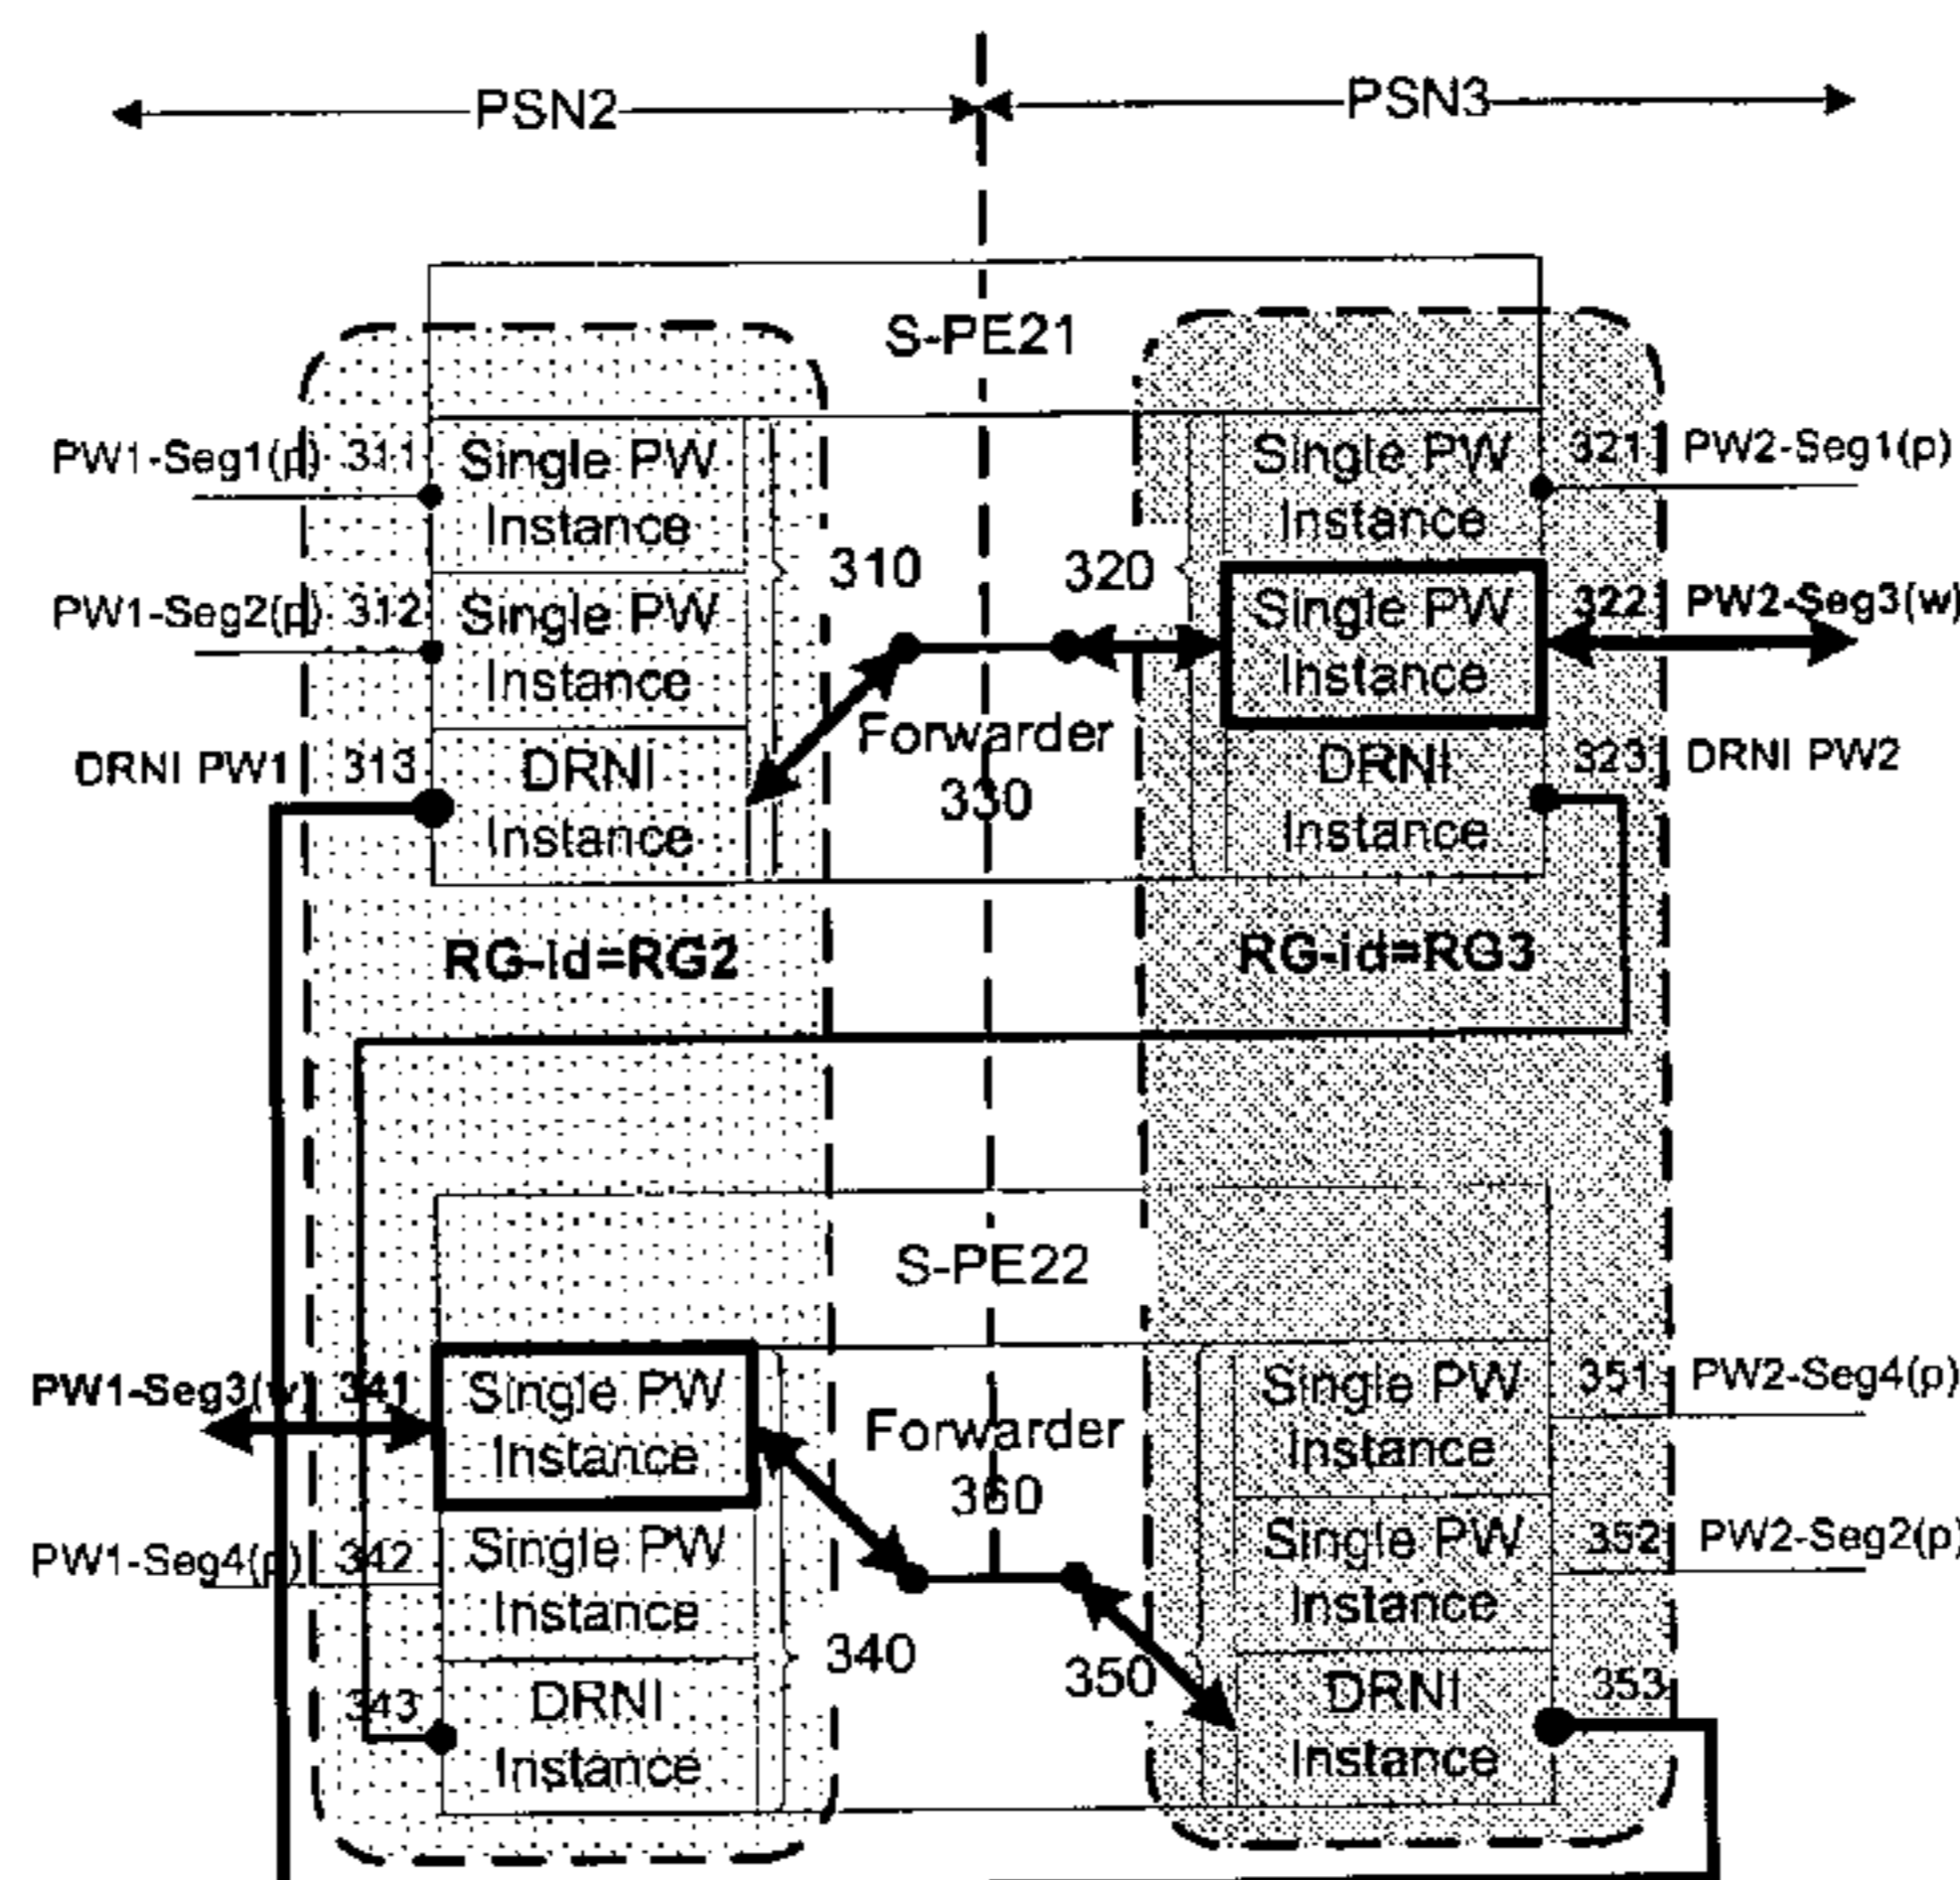 PSN2
PSN3
S-PE21
PW1-Seg1(p) 311 Single PW Instance
Single PW Instance 321 PW2-Seg1(p)
310
320
PW1-Seg2(p) 312 Single PW Instance
Single PW Instance 322 PW2-Seg3(w)
Forwarder
330
DRNI PW1 313 DRNI Instance
DRNI Instance 323 DRNI PW2
RG-id=RG2
RG-id=RG3
S-PE22
PW1-Seg3(w) 341 Single PW Instance
Forwarder
360
Single PW Instance 351 PW2-Seg4(p)
PW1-Seg4(p) 342 Single PW Instance
Single PW Instance 352 PW2-Seg2(p)
340
350
343 DRNI Instance
DRNI Instance 353